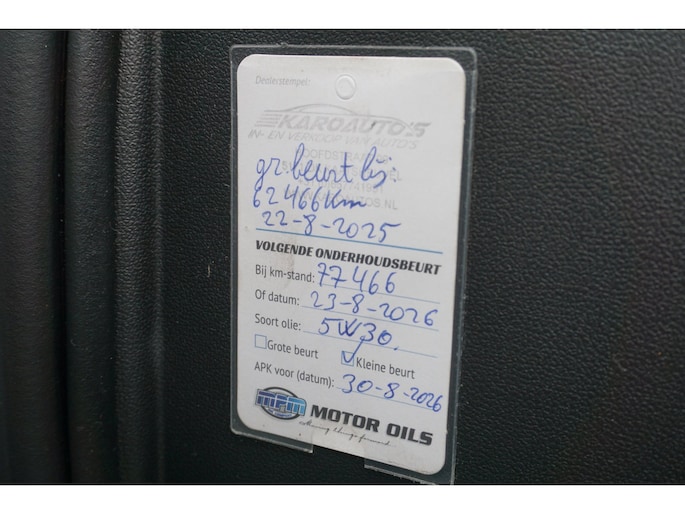 Dealerstempel:
KAROAUTO'S
IN- EN VERKOOP VAN AUTO'S
gr. beurt bij
62466 Km
22-8-2025
VOLGENDE ONDERHOUDSBEURT
Bij km-stand: 77466
Of datum: 23-8-2026
Soort olie: 5W30.
Grote beurt Kleine beurt
APK voor (datum): 30-8-2026
MPM MOTOR OILS